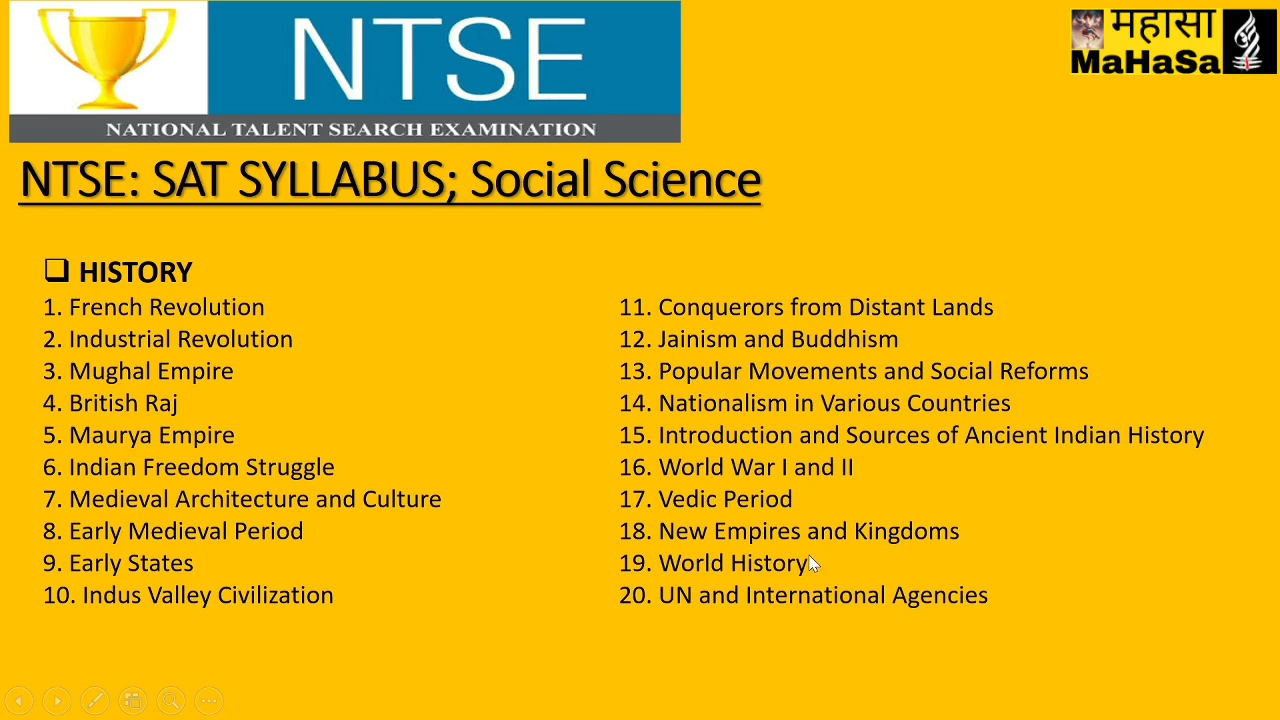 NTSE
NATIONAL TALENT SEARCH EXAMINATION
महासा
MaHaSa
NTSE: SAT SYLLABUS; Social Science
HISTORY
1. French Revolution
2. Industrial Revolution
3. Mughal Empire
4. British Raj
5. Maurya Empire
6. Indian Freedom Struggle
7. Medieval Architecture and Culture
8. Early Medieval Period
9. Early States
10. Indus Valley Civilization
11. Conquerors from Distant Lands
12. Jainism and Buddhism
13. Popular Movements and Social Reforms
14. Nationalism in Various Countries
15. Introduction and Sources of Ancient Indian History
16. World War I and II
17. Vedic Period
18. New Empires and Kingdoms
19. World History
20. UN and International Agencies